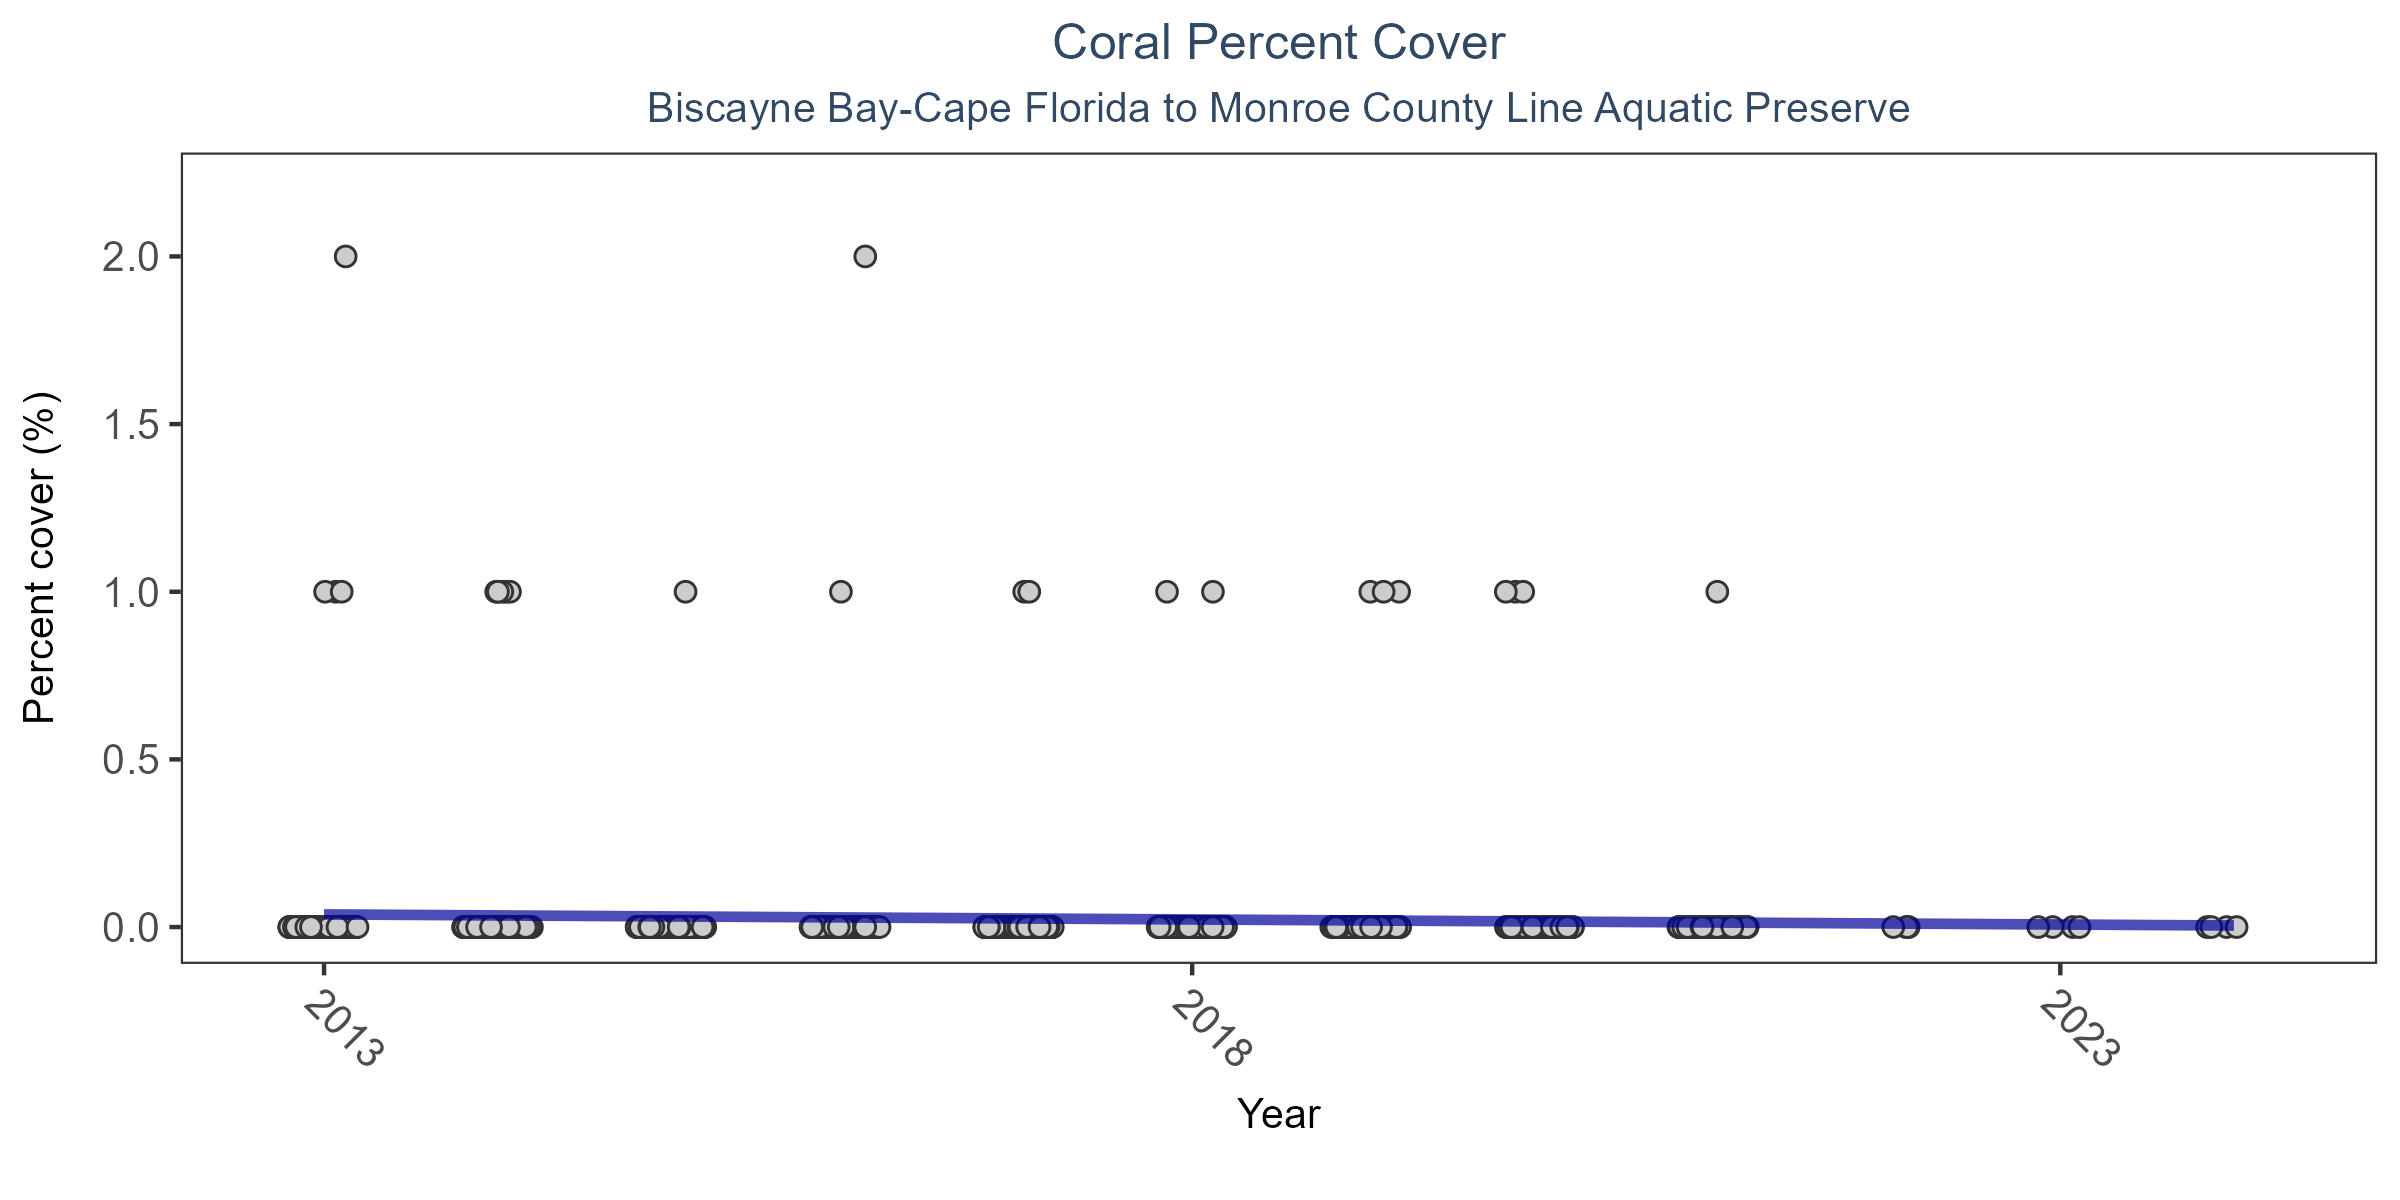 Coral Percent Cover
Biscayne Bay-Cape Florida to Monroe County Line Aquatic Preserve
Percent cover (%)
2.0
1.5
1.0
0.5
0.0
2013
2018
2023
Year